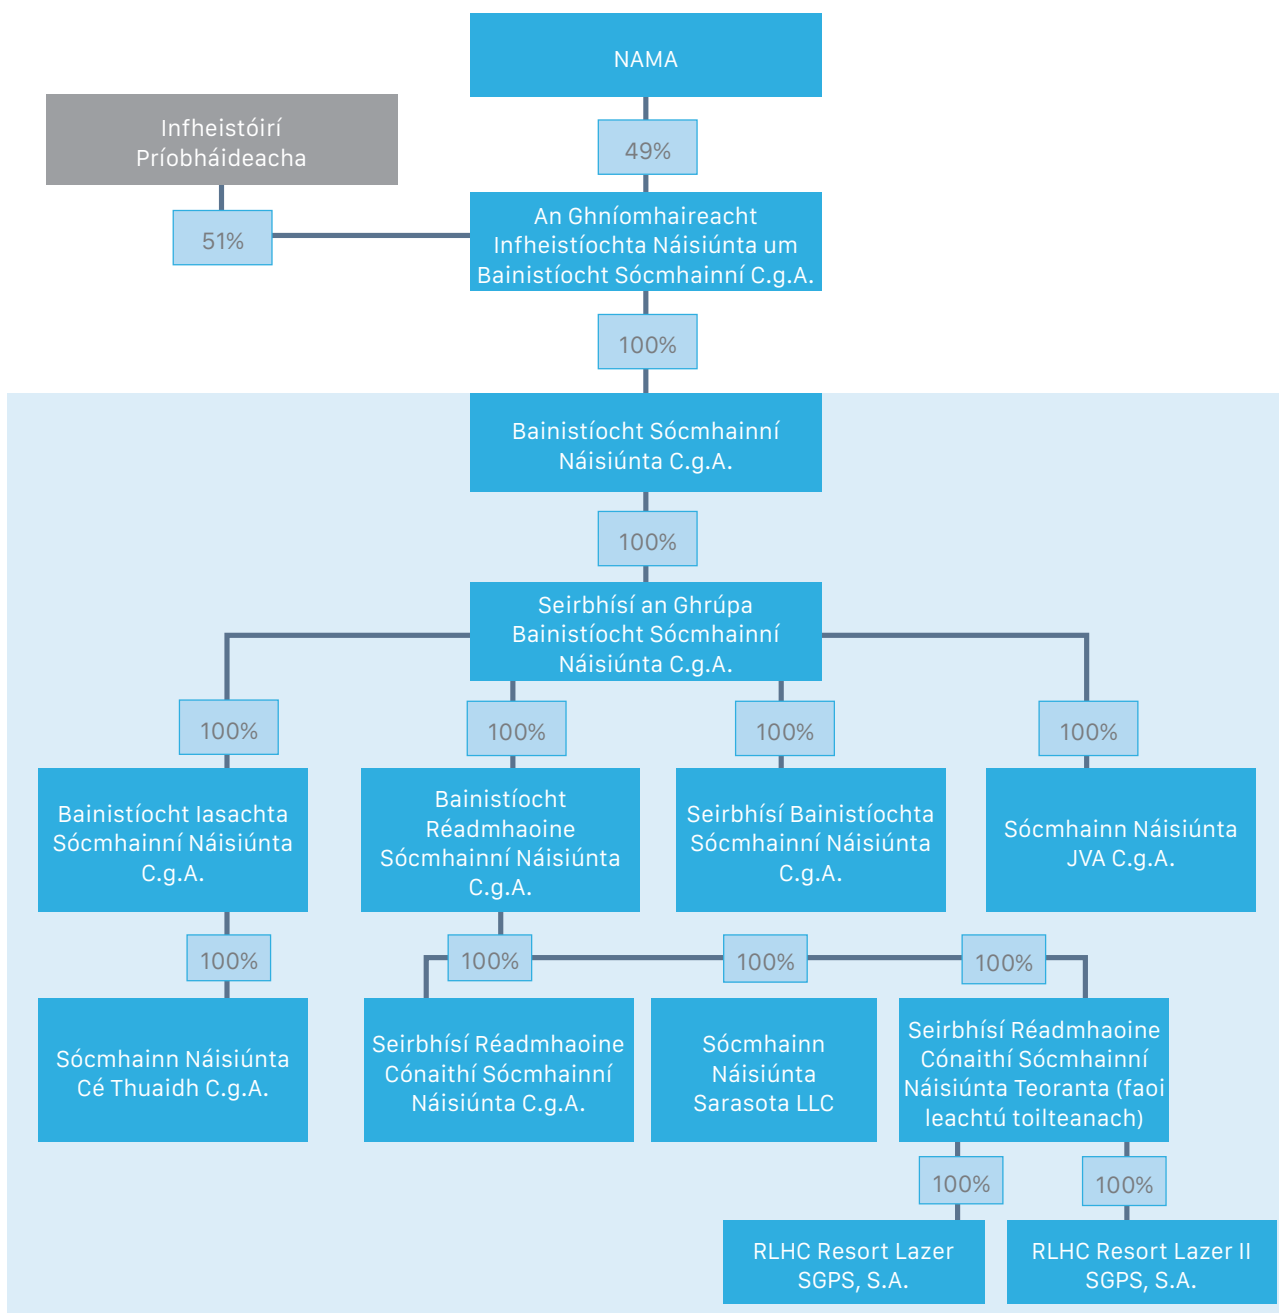 NAMA
Infheistóirí
Príobháideacha
49%
51%
An Ghníomhaireacht
Infheistíochta Náisiúnta um
Bainistíocht Sócmhainní C.g.A.
100%
Bainistíocht Sócmhainní
Náisiúnta C.g.A.
100%
Seirbhísí an Ghrúpa
Bainistíocht Sócmhainní
Náisiúnta C.g.A.
100%
100%
100%
100%
Bainistíocht Iasachta
Sócmhainní Náisiúnta
C.g.A.
Bainistíocht
Réadmhaoine
Sócmhainní Náisiúnta
C.g.A.
Seirbhísí Bainistíochta
Sócmhainní Náisiúnta
C.g.A.
Sócmhainn Náisiúnta
JVA C.g.A.
100%
100%
100%
100%
Sócmhainn Náisiúnta
Cé Thuaidh C.g.A.
Seirbhísí Réadmhaoine
Cónaithí Sócmhainní
Náisiúnta C.g.A.
Sócmhainn
Náisiúnta
Sarasota LLC
Seirbhísí Réadmhaoine
Cónaithí Sócmhainní
Náisiúnta Teoranta (faoi
leachtú toilteanach)
100%
100%
RLHC Resort Lazer
SGPS, S.A.
RLHC Resort Lazer II
SGPS, S.A.